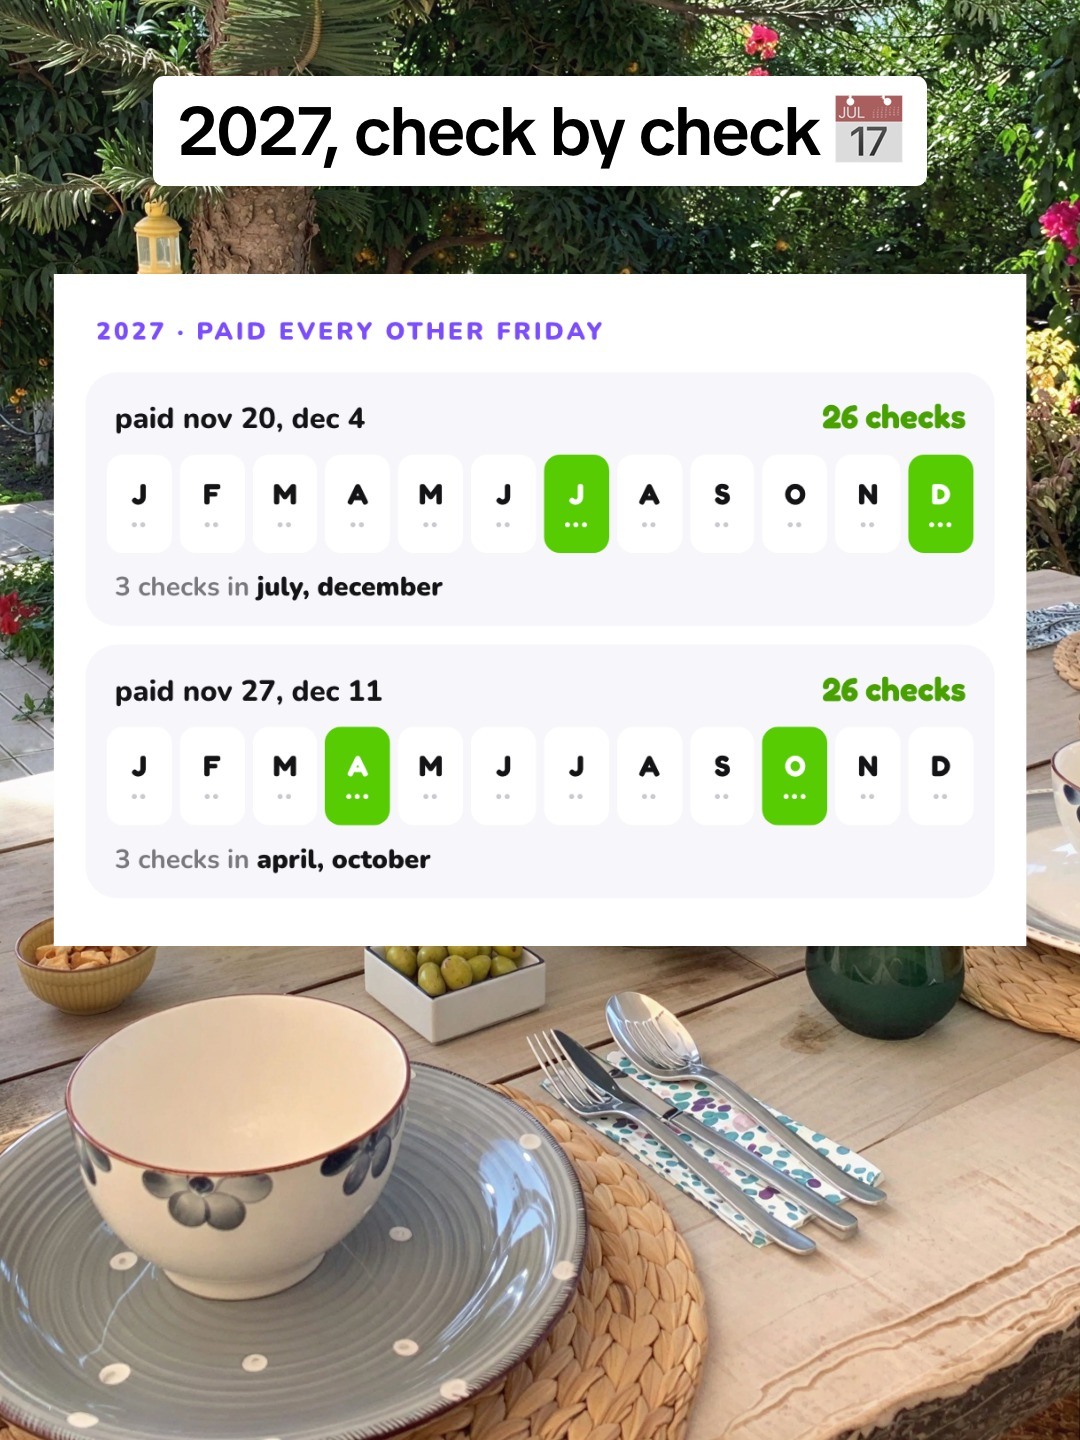 2027, check by check
JUL
17
2027 · PAID EVERY OTHER FRIDAY
paid nov 20, dec 4 26 checks
J F M A M J J A S O N D
3 checks in july, december
paid nov 27, dec 11 26 checks
J F M A M J J A S O N D
3 checks in april, october